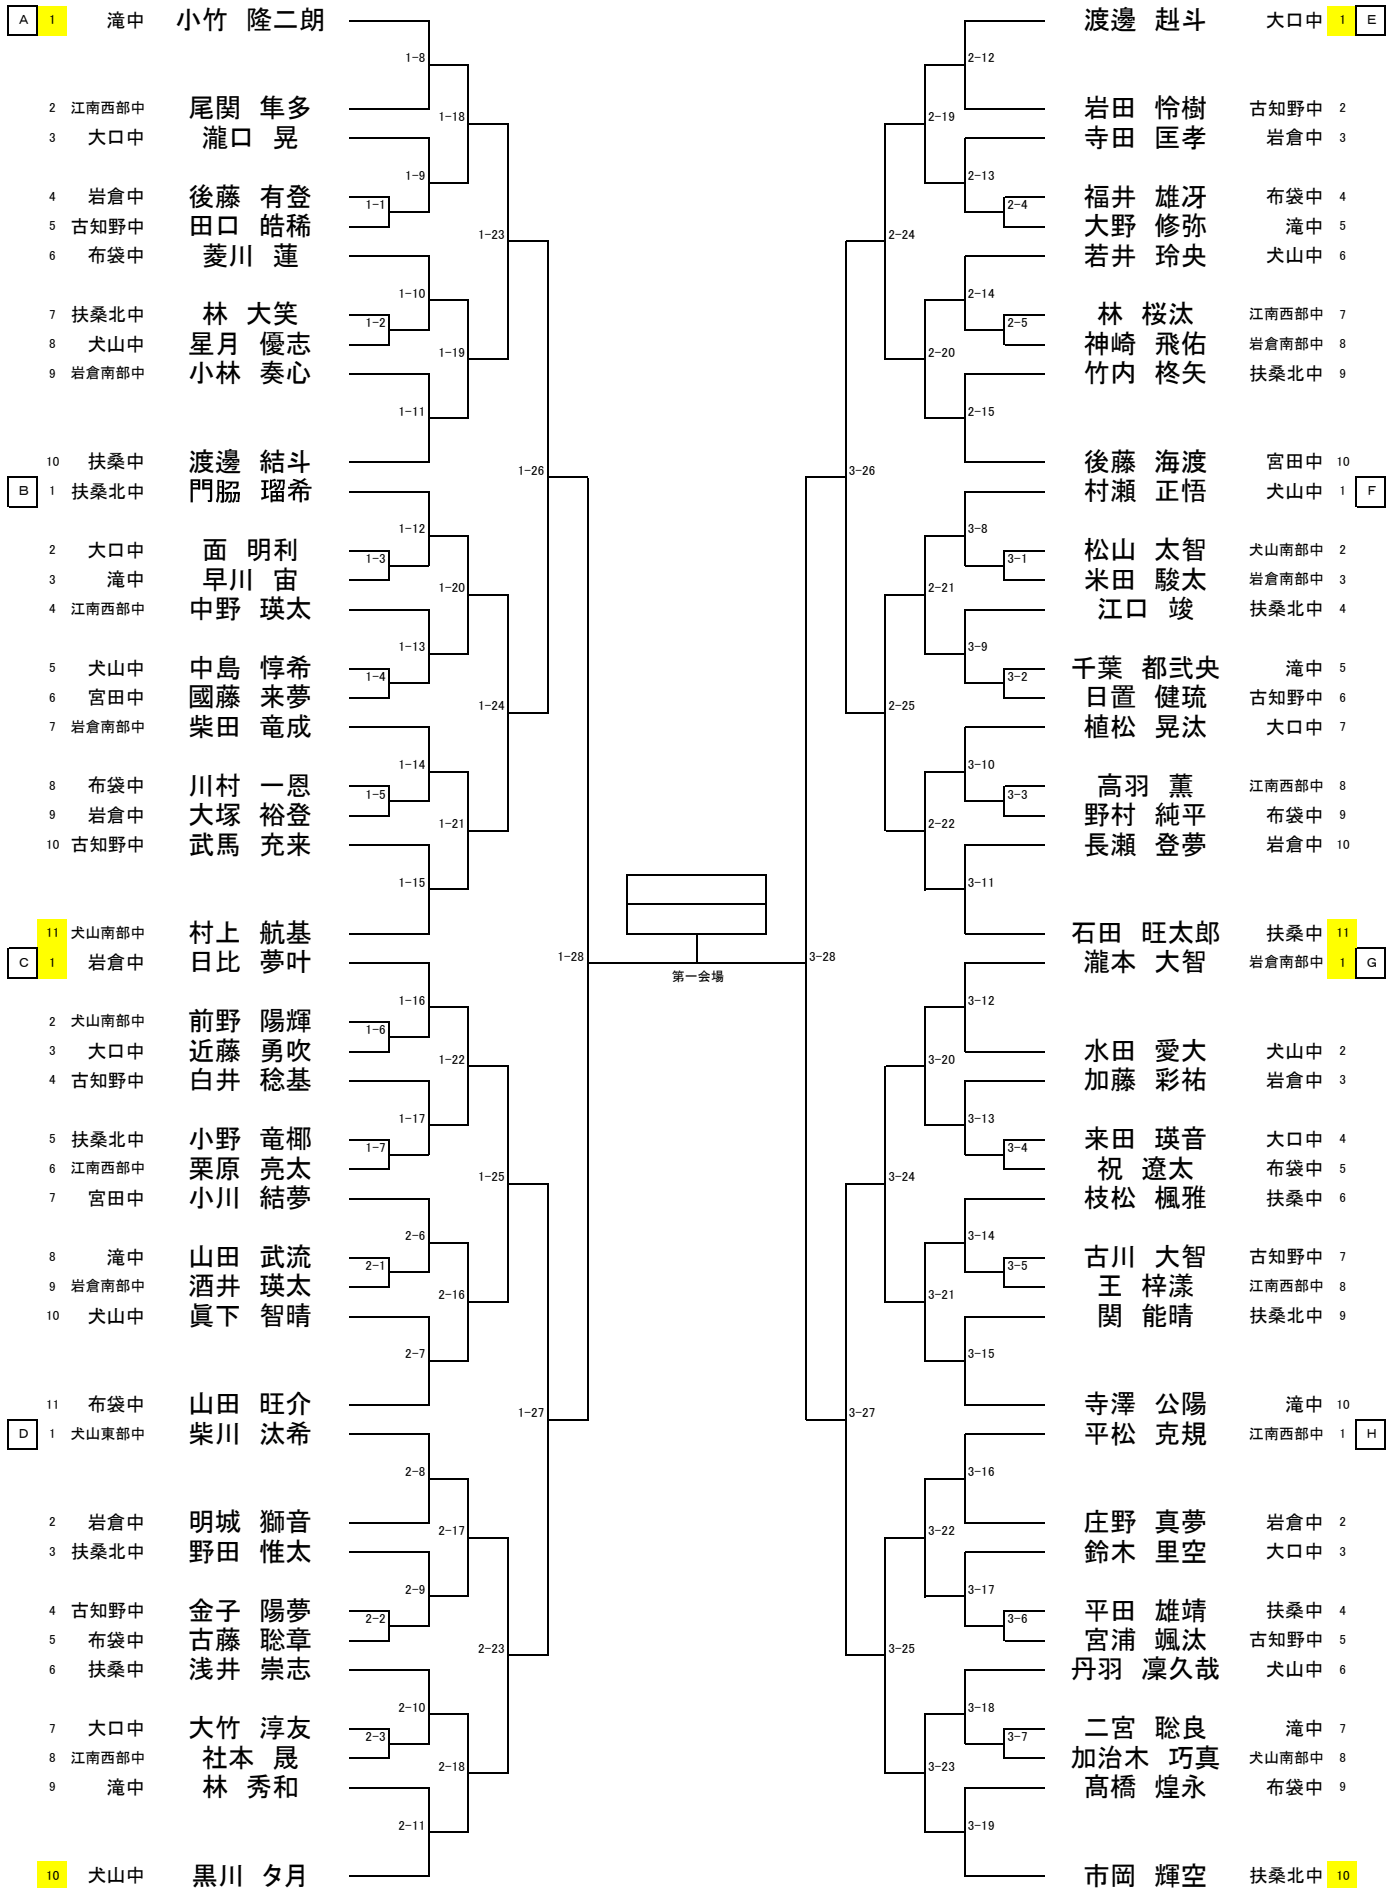 A 1 滝中 小竹 隆二朗
1-8
2 江南西部中 尾関 隼多
1-18
3 大口中 瀧口 晃
1-9
4 岩倉中 後藤 有登
1-1
5 古知野中 田口 皓稀
1-23
6 布袋中 菱川 蓮
1-10
7 扶桑北中 林 大笑
1-2
8 犬山中 星月 優志
1-19
9 岩倉南部中 小林 奏心
1-11
10 扶桑中 渡邊 結斗
1-26
B 1 扶桑北中 門脇 瑠希
1-12
2 大口中 面 明利
1-3
3 滝中 早川 宙
1-20
4 江南西部中 中野 瑛太
1-13
5 犬山中 中島 惇希
1-4
6 宮田中 國藤 来夢
1-24
7 岩倉南部中 柴田 竜成
1-14
8 布袋中 川村 一恩
1-5
9 岩倉中 大塚 裕登
1-21
10 古知野中 武馬 充来
1-15
11 犬山南部中 村上 航基
1-28
C 1 岩倉中 日比 夢叶
1-16
2 犬山南部中 前野 陽輝
1-6
3 大口中 近藤 勇吹
1-22
4 古知野中 白井 稔基
1-17
5 扶桑北中 小野 竜椰
1-7
6 江南西部中 栗原 亮太
1-25
7 宮田中 小川 結夢
2-6
8 滝中 山田 武流
2-1
9 岩倉南部中 酒井 瑛太
2-16
10 犬山中 眞下 智晴
2-7
11 布袋中 山田 旺介
1-27
D 1 犬山東部中 柴川 汰希
2-8
2 岩倉中 明城 獅音
2-17
3 扶桑北中 野田 惟太
2-9
4 古知野中 金子 陽夢
2-2
5 布袋中 古藤 聡章
2-23
6 扶桑中 浅井 崇志
2-10
7 大口中 大竹 淳友
2-3
8 江南西部中 社本 晟
2-18
9 滝中 林 秀和
2-11
10 犬山中 黒川 夕月
第一会場
渡邊 赳斗 大口中 1 E
2-12
岩田 怜樹 古知野中 2
2-19
寺田 匡孝 岩倉中 3
2-13
福井 雄冴 布袋中 4
2-4
大野 修弥 滝中 5
2-24
若井 玲央 犬山中 6
2-14
林 桜汰 江南西部中 7
2-5
神崎 飛佑 岩倉南部中 8
2-20
竹内 柊矢 扶桑北中 9
2-15
後藤 海渡 宮田中 10
3-26
村瀬 正悟 犬山中 1 F
3-8
松山 太智 犬山南部中 2
3-1
米田 駿太 岩倉南部中 3
2-21
江口 竣 扶桑北中 4
3-9
千葉 都弐央 滝中 5
3-2
日置 健琉 古知野中 6
2-25
植松 晃汰 大口中 7
3-10
高羽 薫 江南西部中 8
3-3
野村 純平 布袋中 9
2-22
長瀬 登夢 岩倉中 10
3-11
石田 旺太郎 扶桑中 11
3-28
瀧本 大智 岩倉南部中 1 G
3-12
水田 愛大 犬山中 2
3-20
加藤 彩祐 岩倉中 3
3-13
来田 瑛音 大口中 4
3-4
祝 遼太 布袋中 5
3-24
枝松 楓雅 扶桑中 6
3-14
古川 大智 古知野中 7
3-5
王 梓漾 江南西部中 8
3-21
関 能晴 扶桑北中 9
3-15
寺澤 公陽 滝中 10
3-27
平松 克規 江南西部中 1 H
3-16
庄野 真夢 岩倉中 2
3-22
鈴木 里空 大口中 3
3-17
平田 雄靖 扶桑中 4
3-6
宮浦 颯汰 古知野中 5
3-25
丹羽 凜久哉 犬山中 6
3-18
二宮 聡良 滝中 7
3-7
加治木 巧真 犬山南部中 8
3-23
髙橋 煌永 布袋中 9
3-19
市岡 輝空 扶桑北中 10